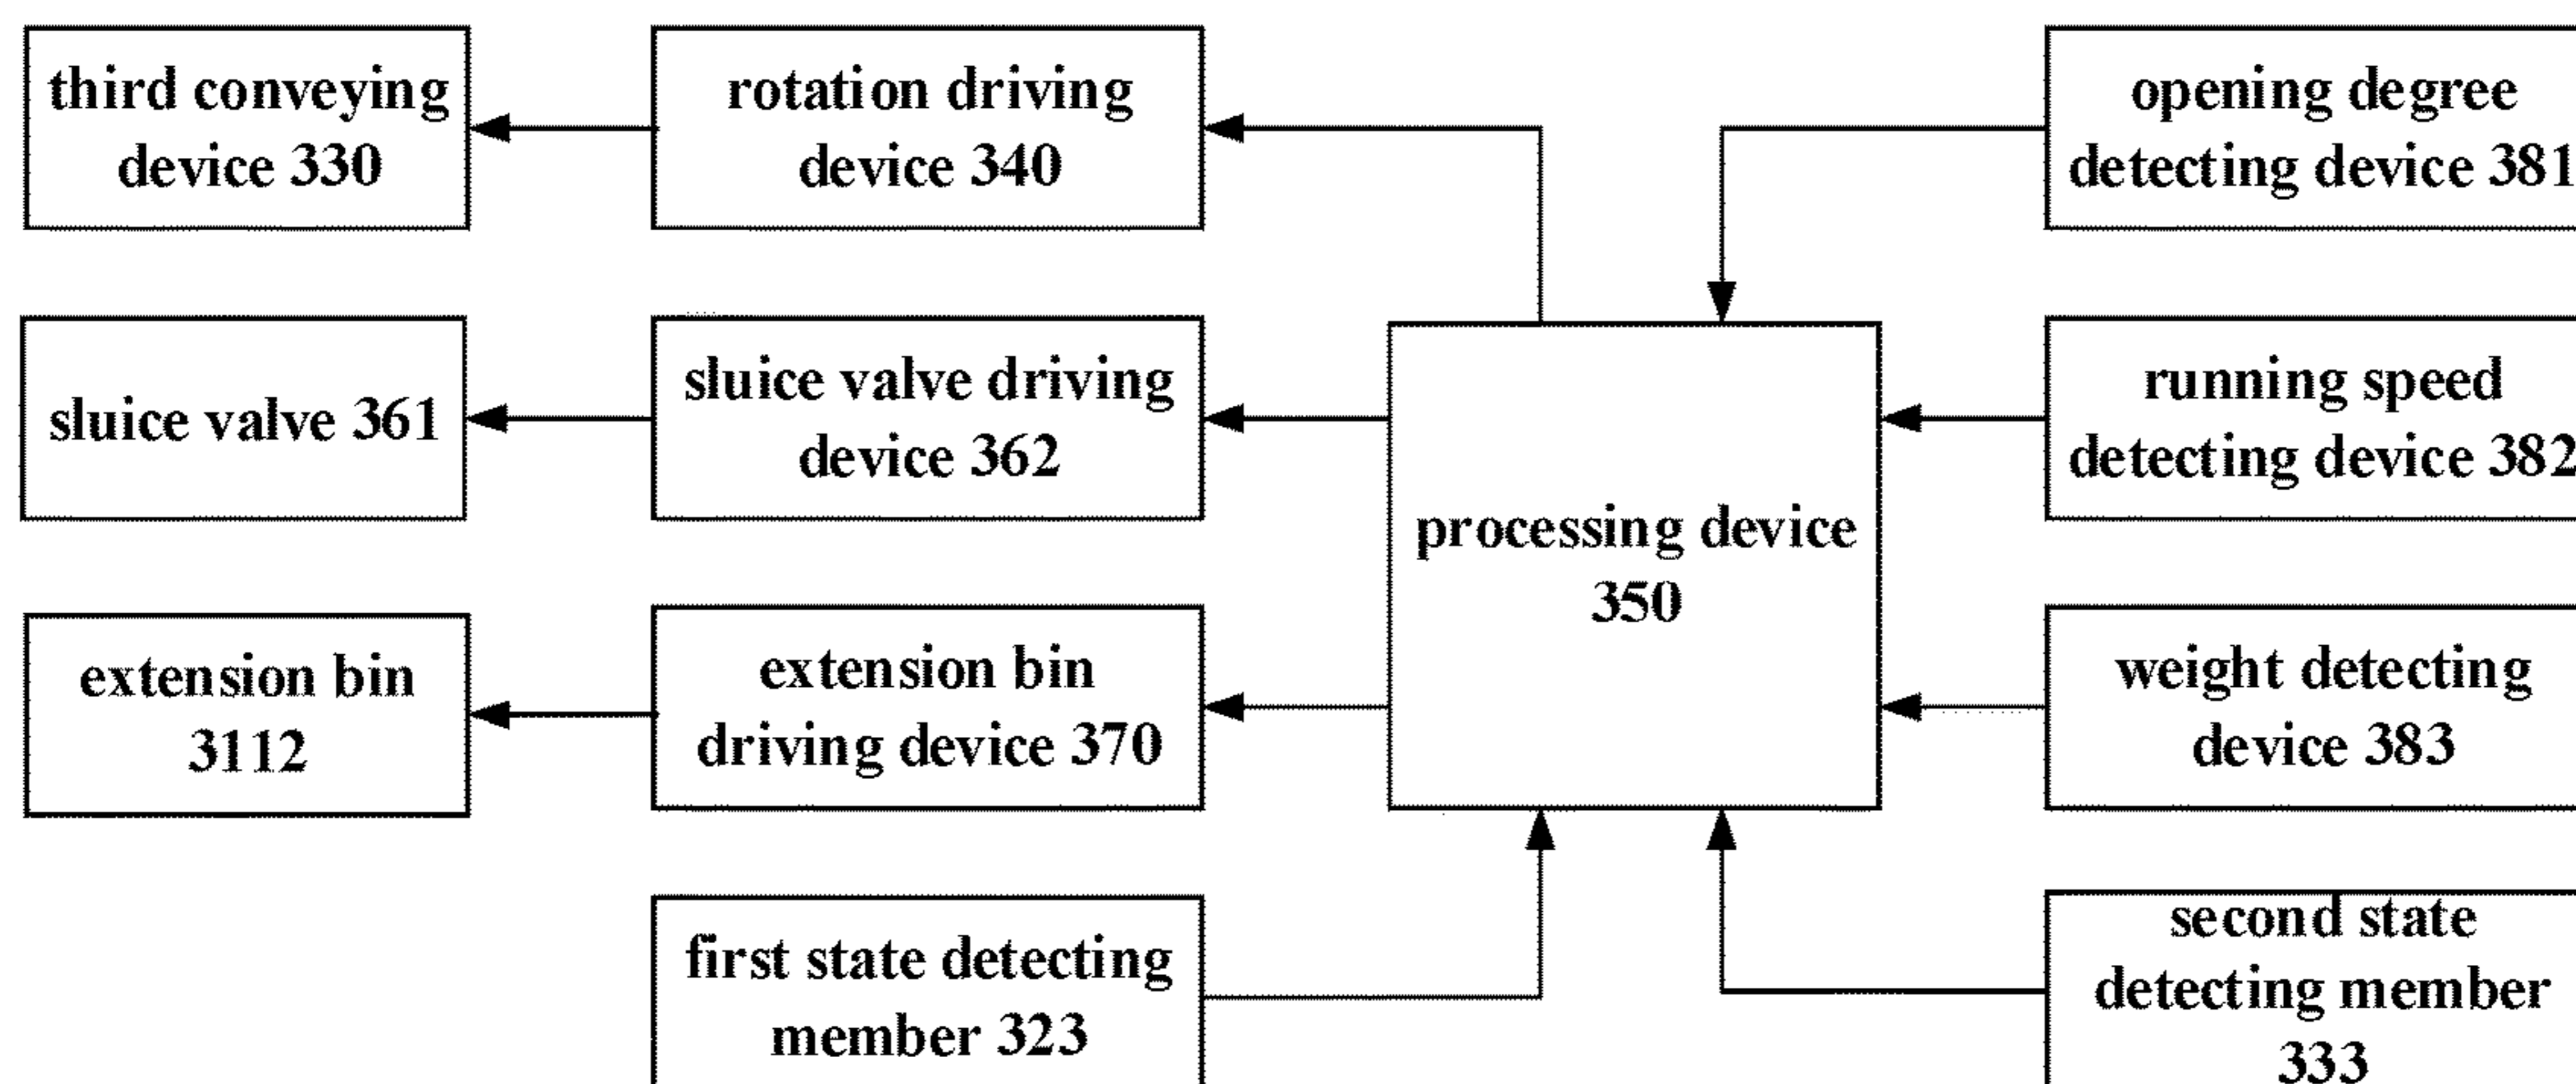 third conveying
device 330
rotation driving
device 340
opening degree
detecting device 381
sluice valve 361
sluice valve driving
device 362
running speed
detecting device 382
processing device
350
extension bin
3112
extension bin
driving device 370
weight detecting
device 383
first state detecting
member 323
second state
detecting member
333